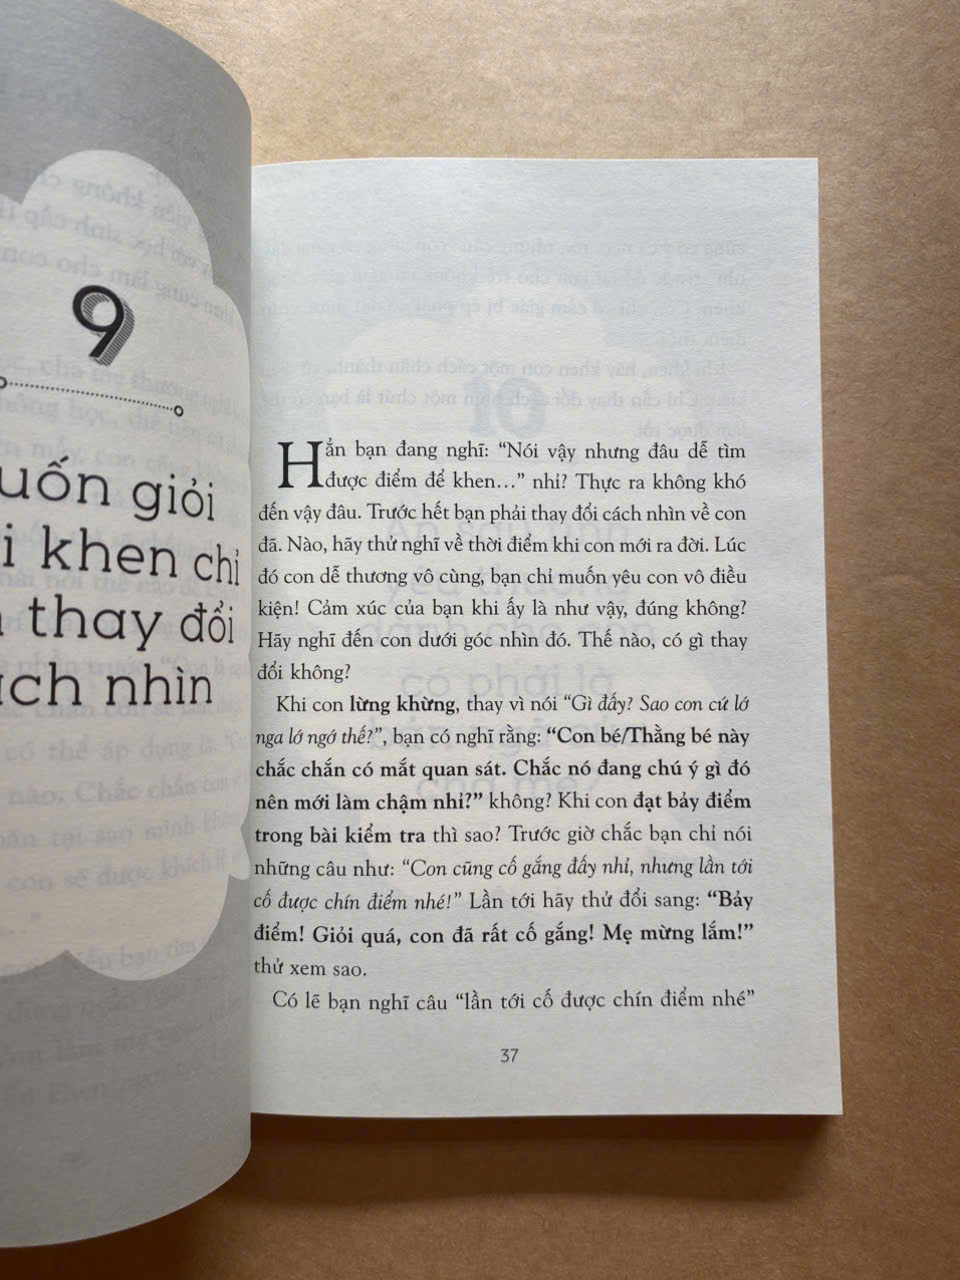 9
uốn giỏi
i khen chỉ
thay đổi
ách nhìn
Hẳn bạn đang nghĩ: “Nói vậy nhưng đâu dễ tìm
được điểm để khen...” nhỉ? Thực ra không khó
đến vậy đâu. Trước hết bạn phải thay đổi cách nhìn về con
đã. Nào, hãy thử nghĩ về thời điểm khi con mới ra đời. Lúc
đó con dễ thương vô cùng, bạn chỉ muốn yêu con vô điều
kiện! Cảm xúc của bạn khi ấy là như vậy, đúng không?
Hãy nghĩ đến con dưới góc nhìn đó. Thế nào, có gì thay
đổi không?
Khi con lừng khừng, thay vì nói “Gì đấy? Sao con cứ lớ
nga lớ ngớ thế?”, bạn có nghĩ rằng: “Con bé/Thằng bé này
chắc chắn có mắt quan sát. Chắc nó đang chú ý gì đó
nên mới làm chậm nhỉ?” không? Khi con đạt bảy điểm
trong bài kiểm tra thì sao? Trước giờ chắc bạn chỉ nói
những câu như: “Con cũng cố gắng đấy nhỉ, nhưng lần tới
cố được chín điểm nhé!” Lần tới hãy thử đổi sang: “Bảy
điểm! Giỏi quá, con đã rất cố gắng! Mẹ mừng lắm!”
thử xem sao.
Có lẽ bạn nghĩ câu “lần tới cố được chín điểm nhé”
37